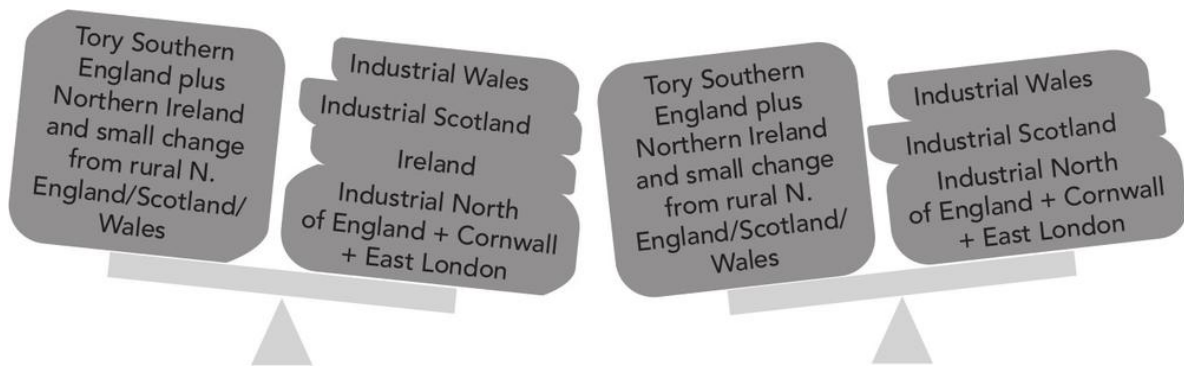 Tory Southern
England plus
Northern Ireland
and small change
from rural N.
England/Scotland/
Wales
Industrial Wales
Industrial Scotland
Ireland
Industrial North
of England + Cornwall
+ East London
Tory Southern
England plus
Northern Ireland
and small change
from rural N.
England/Scotland/
Wales
Industrial Wales
Industrial Scotland
Industrial North
of England + Cornwall
+ East London